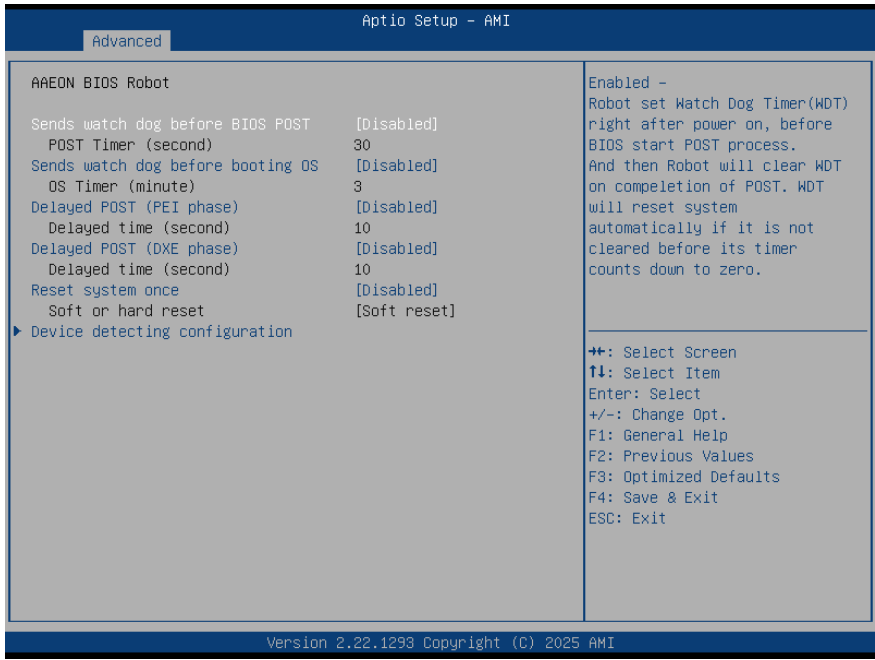 Aptio Setup - AMI
Advanced
AAEON BIOS Robot
Sends watch dog before BIOS POST [Disabled]
POST Timer (second) 30
Sends watch dog before booting OS [Disabled]
OS Timer (minute) 3
Delayed POST (PEI phase) [Disabled]
Delayed time (second) 10
Delayed POST (DXE phase) [Disabled]
Delayed time (second) 10
Reset system once [Disabled]
Soft or hard reset [Soft reset]
Device detecting configuration
Enabled -
Robot set Watch Dog Timer(WDT)
right after power on, before
BIOS start POST process.
And then Robot will clear WDT
on compeletion of POST. WDT
will reset system
automatically if it is not
cleared before its timer
counts down to zero.
→←: Select Screen
↑↓: Select Item
Enter: Select
+/-: Change Opt.
F1: General Help
F2: Previous Values
F3: Optimized Defaults
F4: Save & Exit
ESC: Exit
Version 2.22.1293 Copyright (C) 2025 AMI